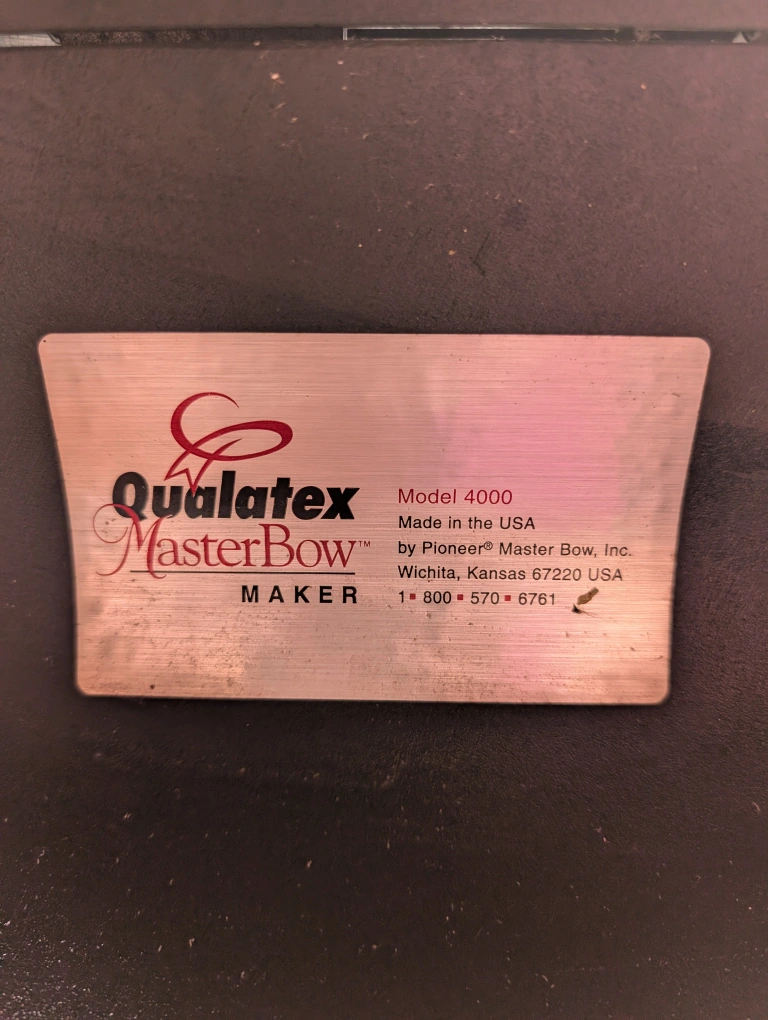 Qualatex
MasterBow™
MAKER
Model 4000
Made in the USA
by Pioneer® Master Bow, Inc.
Wichita, Kansas 67220 USA
1▪800▪570▪6761